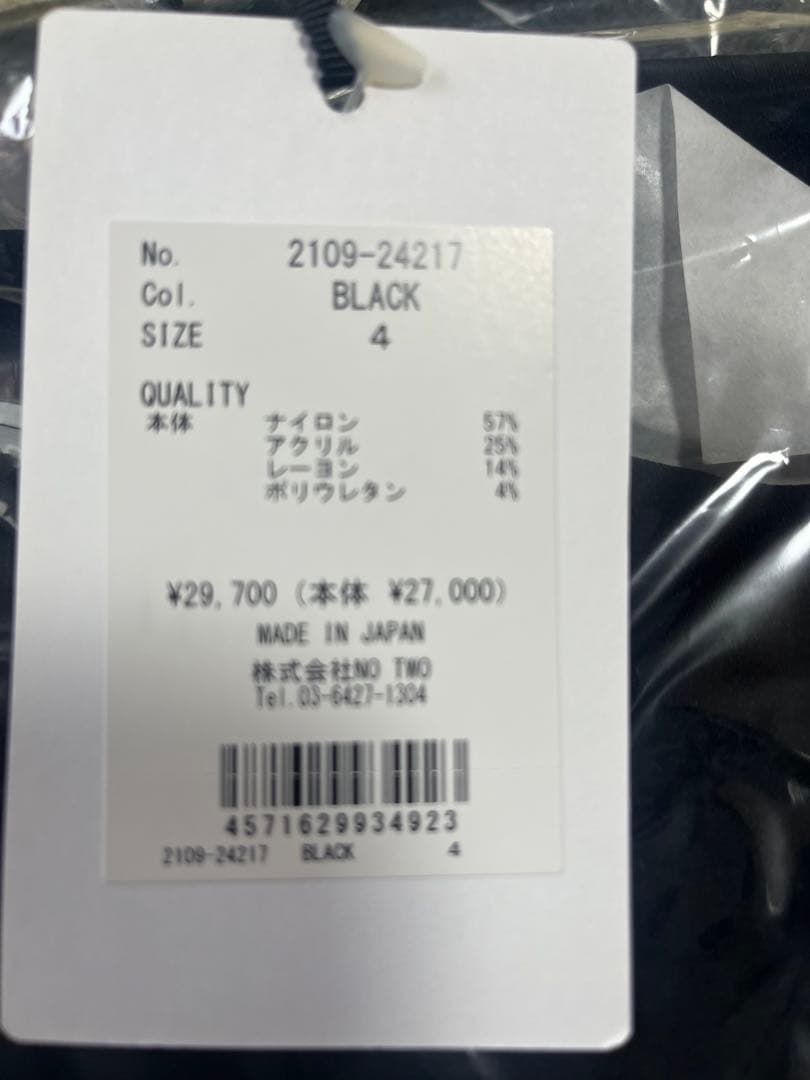 No. 2109-24217
Col. BLACK
SIZE 4
QUALITY
本体 ナイロン 57%
アクリル 25%
レーヨン 14%
ポリウレタン 4%
¥29,700 (本体 ¥27,000)
MADE IN JAPAN
株式会社NO TWO
Tel.03-6427-1304
4571629934923
2109-24217 BLACK 4